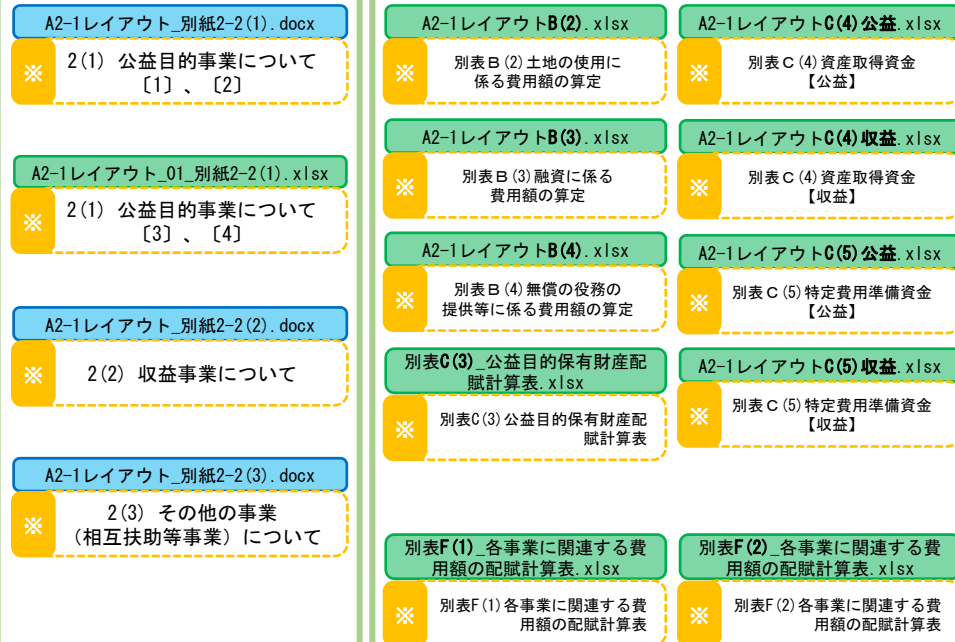 A2-1レイアウト_別紙2-2(1).docx
※
2(1) 公益目的事業について
〔1〕、〔2〕
A2-1レイアウト_01_別紙2-2(1).xlsx
※
2(1) 公益目的事業について
〔3〕、〔4〕
A2-1レイアウト_別紙2-2(2).docx
※
2(2) 収益事業について
A2-1レイアウト_別紙2-2(3).docx
※
2(3) その他の事業
(相互扶助等事業) について
A2-1レイアウトB(2).xlsx
※
別表B(2)土地の使用に
係る費用額の算定
A2-1レイアウトB(3).xlsx
※
別表B(3)融資に係る
費用額の算定
A2-1レイアウトB(4).xlsx
※
別表B(4)無償の役務の
提供等に係る費用額の算定
別表C(3)_公益目的保有財産配
賦計算表.xlsx
※
別表C(3)公益目的保有財産配
賦計算表
別表F(1)_各事業に関連する費
用額の配賦計算表.xlsx
※
別表F(1)各事業に関連する費
用額の配賦計算表
A2-1レイアウトC(4)公益.xlsx
※
別表C(4)資産取得資金
【公益】
A2-1レイアウトC(4)収益.xlsx
※
別表C(4)資産取得資金
【収益】
A2-1レイアウトC(5)公益.xlsx
※
別表C(5)特定費用準備資金
【公益】
A2-1レイアウトC(5)収益.xlsx
※
別表C(5)特定費用準備資金
【収益】
別表F(2)_各事業に関連する費
用額の配賦計算表.xlsx
※
別表F(2)各事業に関連する費
用額の配賦計算表